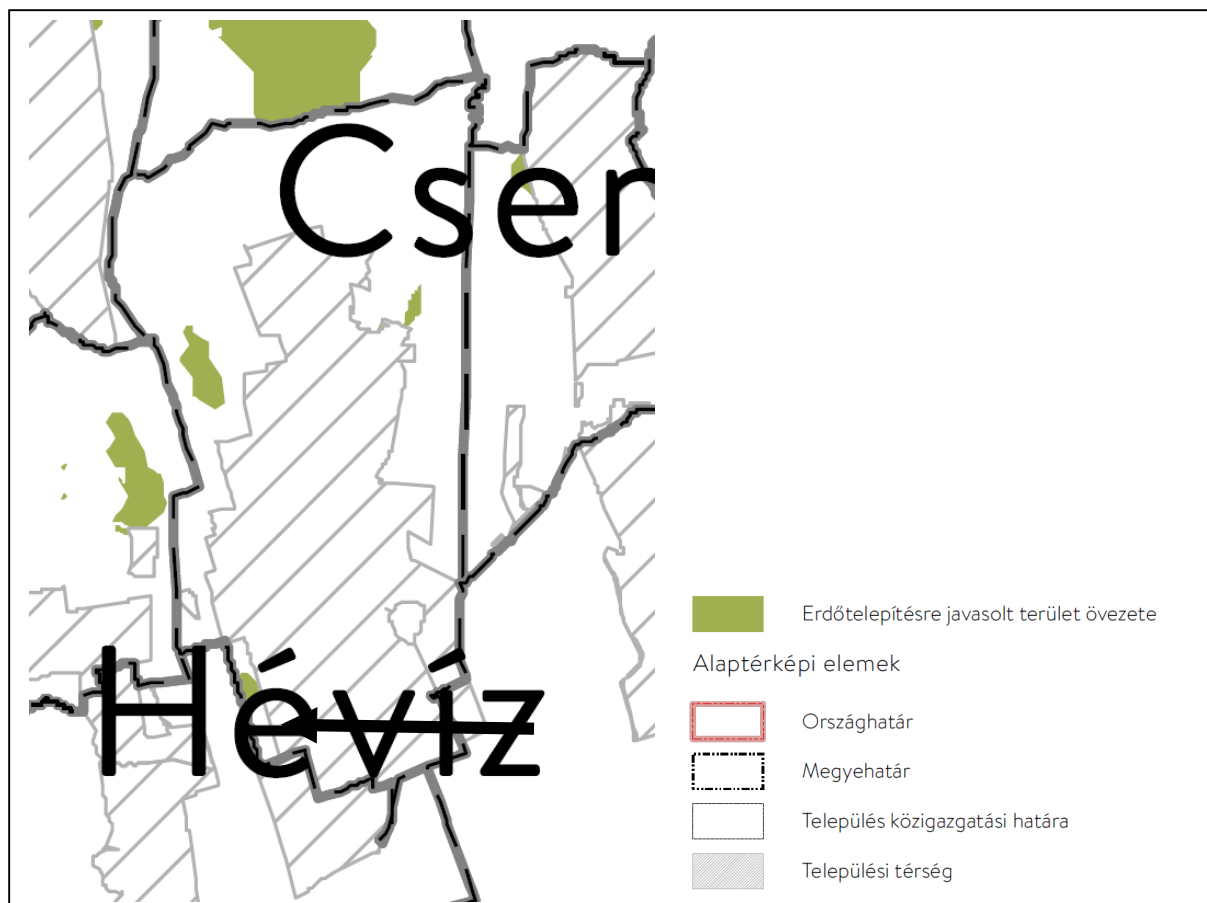 Cser
Hévíz
Erdőtelepítésre javasolt terület övezete
Alaptérképi elemek
Országhatár
Megyehatár
Település közigazgatási határa
Települési térség